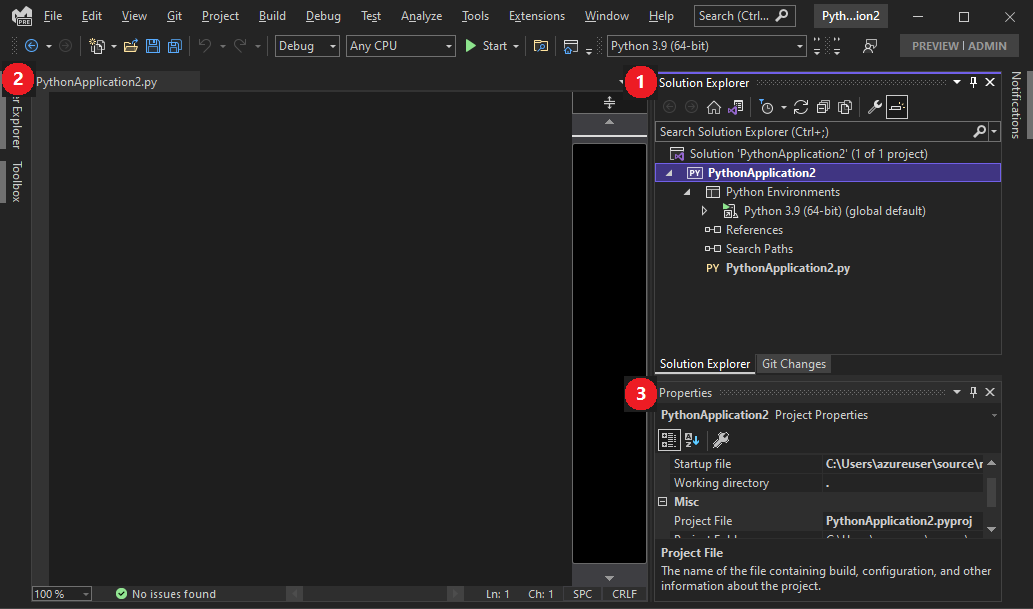 PRE File Edit View Git Project Build Debug Test Analyze Tools Extensions Window Help Search (Ctrl... Pyth...ion2
Debug Any CPU Start Python 3.9 (64-bit) PREVIEW | ADMIN
2 PythonApplication2.py
er Explorer
Toolbox
1 Solution Explorer
Notifications
Search Solution Explorer (Ctrl+;)
Solution 'PythonApplication2' (1 of 1 project)
PY PythonApplication2
Python Environments
Python 3.9 (64-bit) (global default)
References
Search Paths
PY PythonApplication2.py
Solution Explorer Git Changes
3 Properties
PythonApplication2 Project Properties
Startup file C:\Users\azureuser\source\r
Working directory .
Misc
Project File PythonApplication2.pyproj
Project File
The name of the file containing build, configuration, and other
information about the project.
100 % No issues found Ln: 1 Ch: 1 SPC CRLF